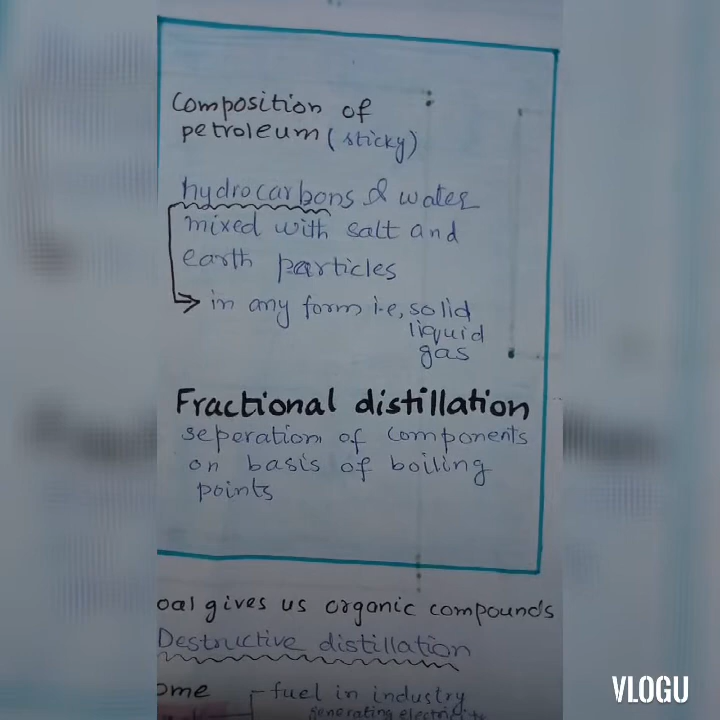 Composition of
petroleum (sticky)
hydrocarbons & water
mixed with salt and
earth particles
in any form i.e, solid
liquid
gas
Fractional distillation
seperation of components
on basis of boiling
points
oal gives us organic compounds
Destructive distillation
ome
fuel in industry
generating electric
VLOGU